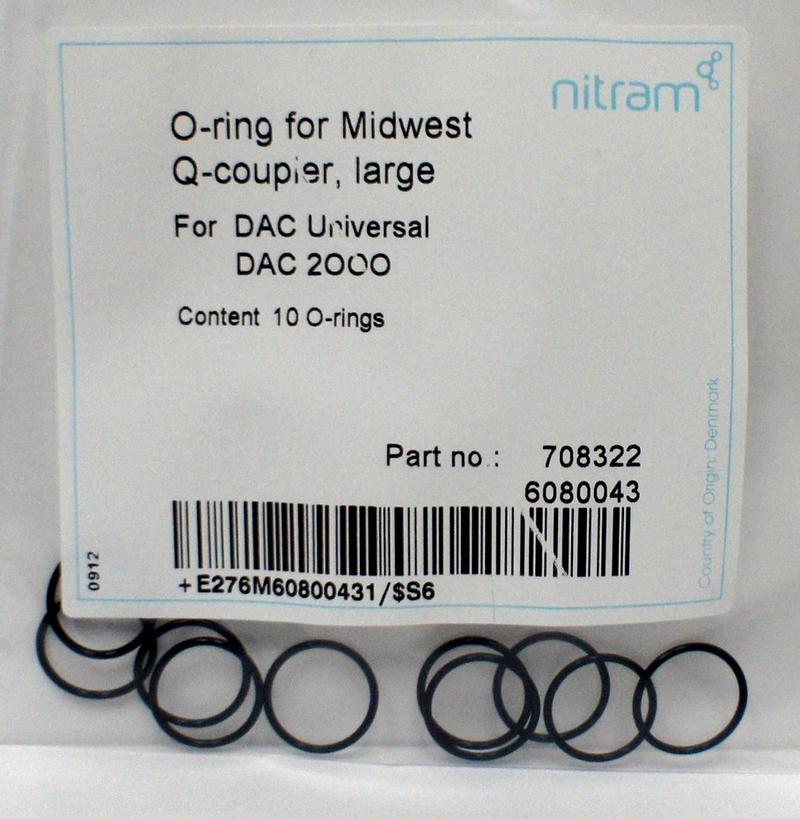 nitram
O-ring for Midwest
Q-coupier, large
For DAC Universal
DAC 2000
Content 10 O-rings
Part no.: 708322
6080043
+E276M60800431/$S6
0912
Country of Origin: Denmark